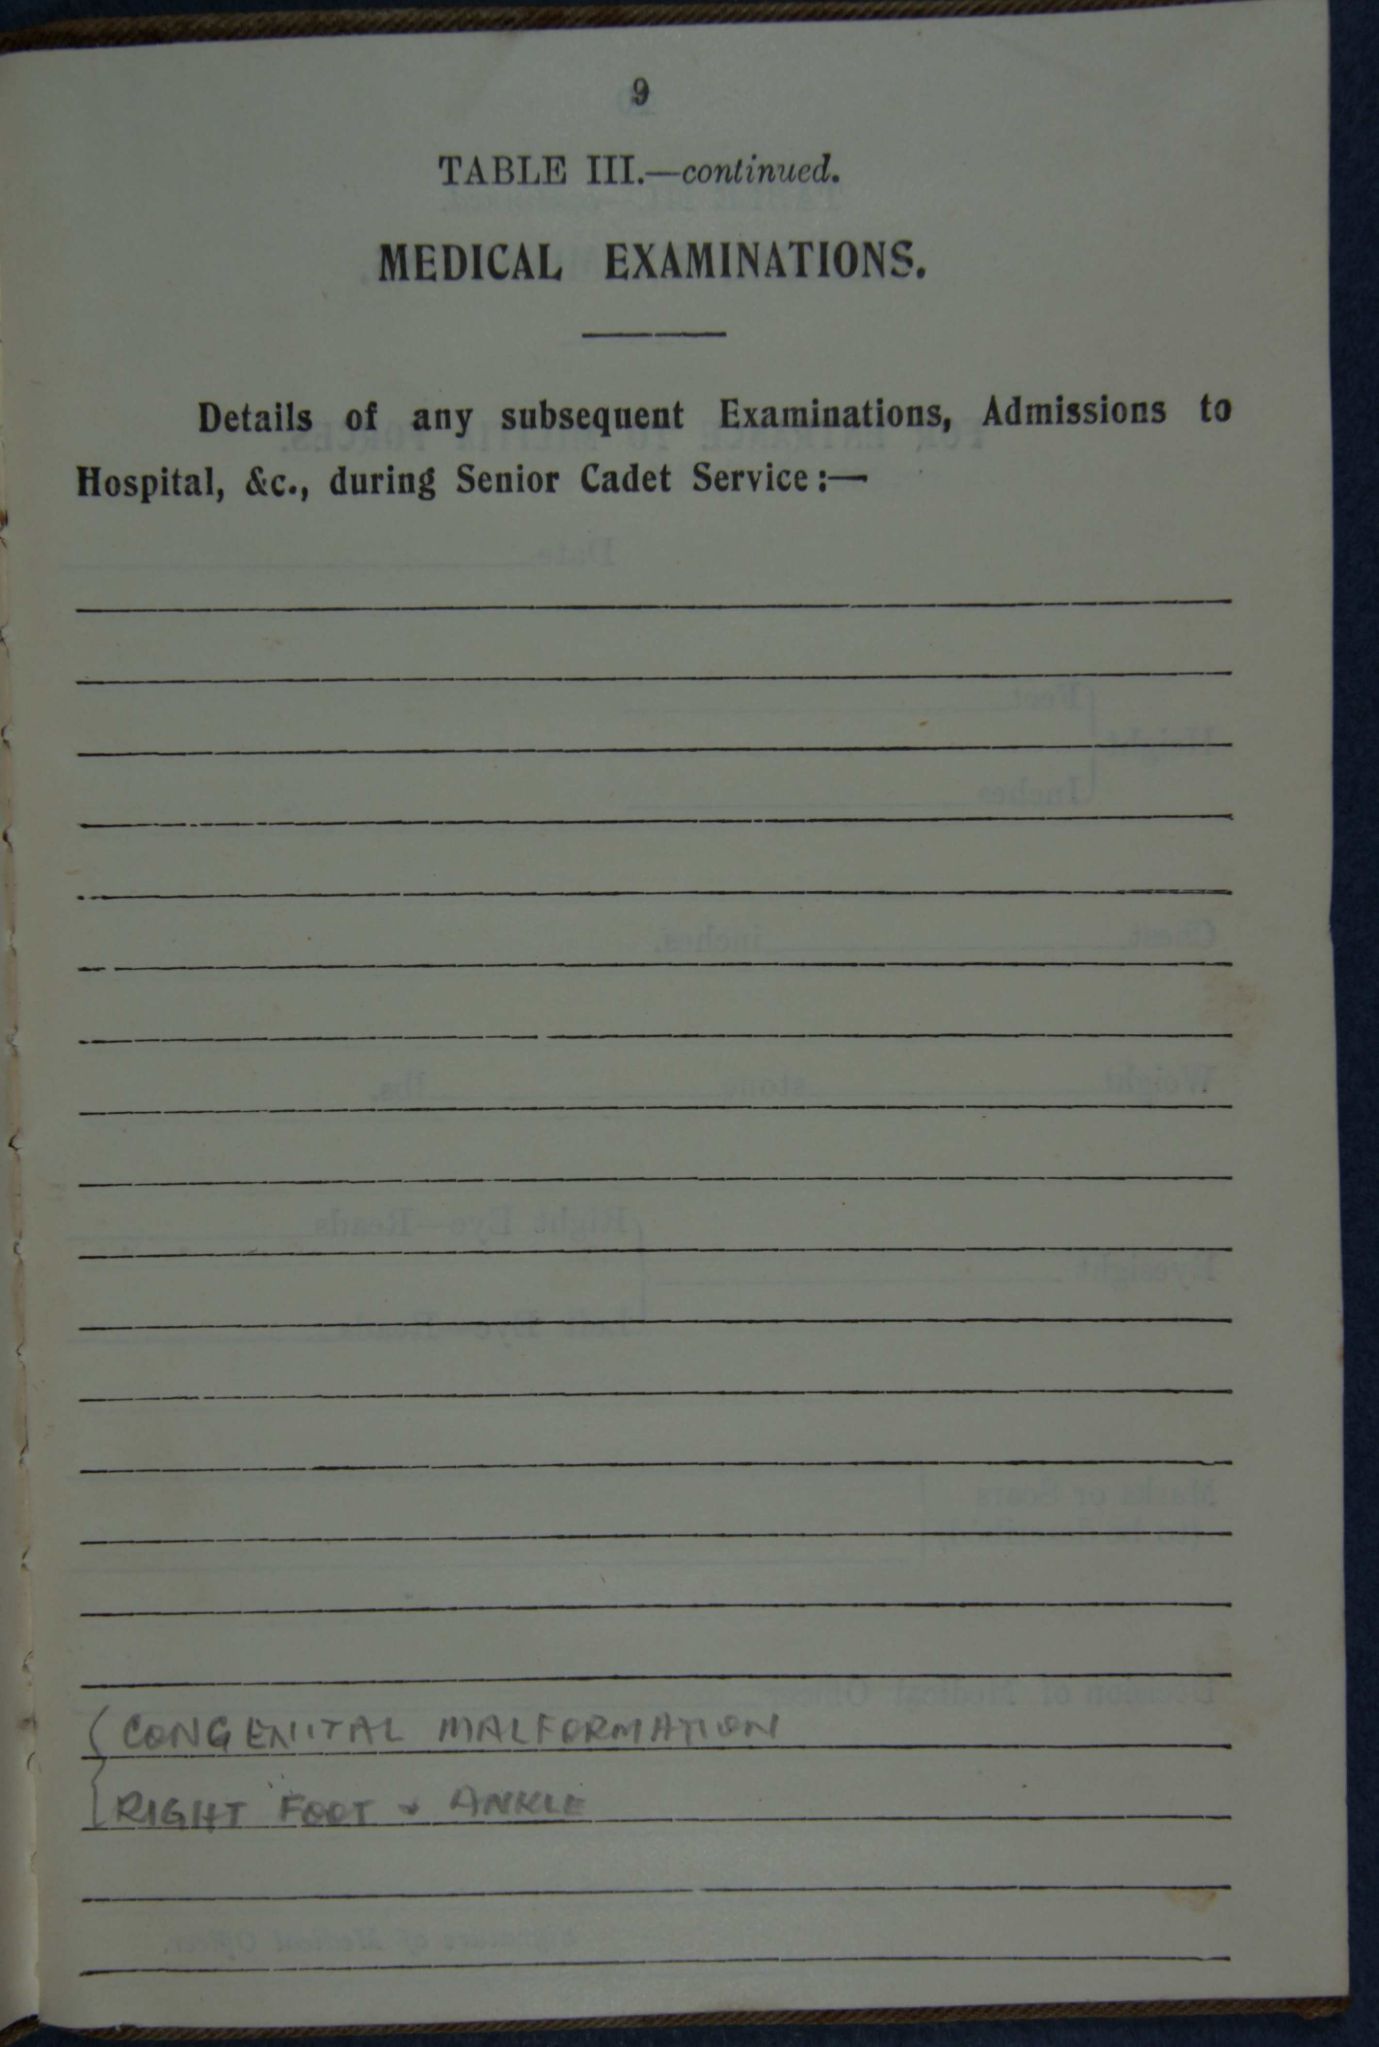 9
TABLE III.—continued.
MEDICAL EXAMINATIONS.
Details of any subsequent Examinations, Admissions to
Hospital, &c., during Senior Cadet Service:—
CONGENITAL MALFORMATION
RIGHT FOOT & ANKLE